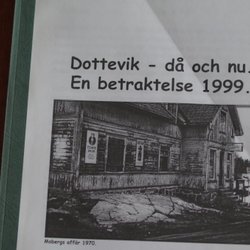 Dottevik - då och nu.
En betraktelse 1999.
Mobergs affär 1970.